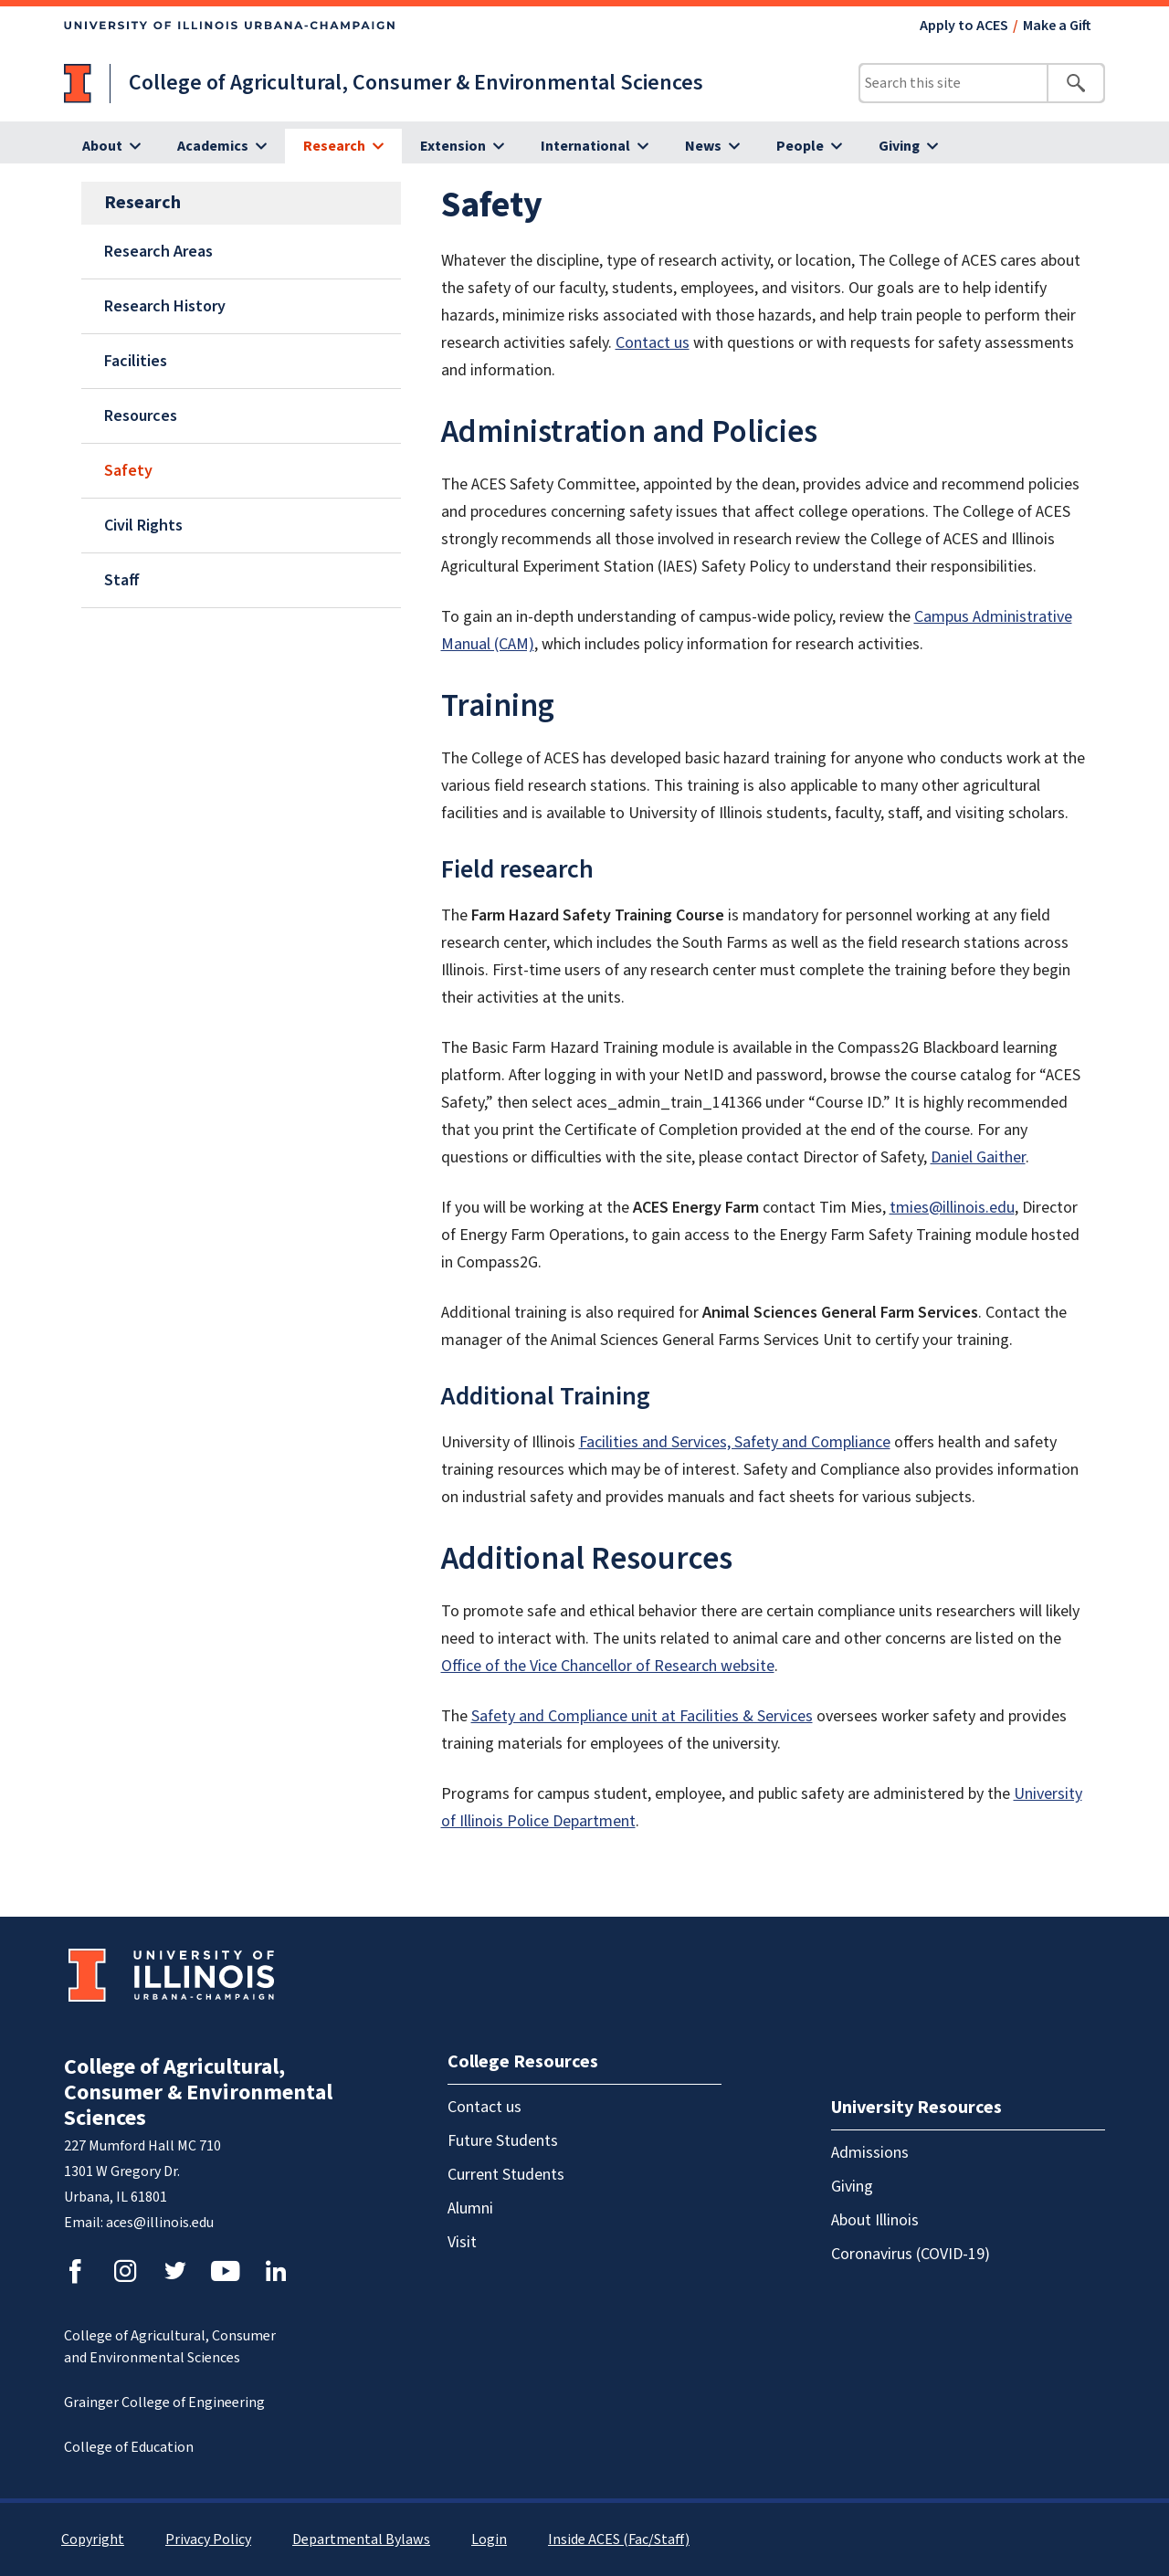 UNIVERSITY OF ILLINOIS URBANA-CHAMPAIGN
Apply to ACES / Make a Gift
College of Agricultural, Consumer & Environmental Sciences
Search this site
About
Academics
Research
Extension
International
News
People
Giving
Research
Research Areas
Research History
Facilities
Resources
Safety
Civil Rights
Staff
Safety
Whatever the discipline, type of research activity, or location, The College of ACES cares about
the safety of our faculty, students, employees, and visitors. Our goals are to help identify
hazards, minimize risks associated with those hazards, and help train people to perform their
research activities safely. Contact us with questions or with requests for safety assessments
and information.
Administration and Policies
The ACES Safety Committee, appointed by the dean, provides advice and recommend policies
and procedures concerning safety issues that affect college operations. The College of ACES
strongly recommends all those involved in research review the College of ACES and Illinois
Agricultural Experiment Station (IAES) Safety Policy to understand their responsibilities.
To gain an in-depth understanding of campus-wide policy, review the Campus Administrative
Manual (CAM), which includes policy information for research activities.
Training
The College of ACES has developed basic hazard training for anyone who conducts work at the
various field research stations. This training is also applicable to many other agricultural
facilities and is available to University of Illinois students, faculty, staff, and visiting scholars.
Field research
The Farm Hazard Safety Training Course is mandatory for personnel working at any field
research center, which includes the South Farms as well as the field research stations across
Illinois. First-time users of any research center must complete the training before they begin
their activities at the units.
The Basic Farm Hazard Training module is available in the Compass2G Blackboard learning
platform. After logging in with your NetID and password, browse the course catalog for “ACES
Safety,” then select aces_admin_train_141366 under “Course ID.” It is highly recommended
that you print the Certificate of Completion provided at the end of the course. For any
questions or difficulties with the site, please contact Director of Safety, Daniel Gaither.
If you will be working at the ACES Energy Farm contact Tim Mies, tmies@illinois.edu, Director
of Energy Farm Operations, to gain access to the Energy Farm Safety Training module hosted
in Compass2G.
Additional training is also required for Animal Sciences General Farm Services. Contact the
manager of the Animal Sciences General Farms Services Unit to certify your training.
Additional Training
University of Illinois Facilities and Services, Safety and Compliance offers health and safety
training resources which may be of interest. Safety and Compliance also provides information
on industrial safety and provides manuals and fact sheets for various subjects.
Additional Resources
To promote safe and ethical behavior there are certain compliance units researchers will likely
need to interact with. The units related to animal care and other concerns are listed on the
Office of the Vice Chancellor of Research website.
The Safety and Compliance unit at Facilities & Services oversees worker safety and provides
training materials for employees of the university.
Programs for campus student, employee, and public safety are administered by the University
of Illinois Police Department.
UNIVERSITY OF
ILLINOIS
URBANA-CHAMPAIGN
College of Agricultural,
Consumer & Environmental
Sciences
227 Mumford Hall MC 710
1301 W Gregory Dr.
Urbana, IL 61801
Email: aces@illinois.edu
College of Agricultural, Consumer
and Environmental Sciences
Grainger College of Engineering
College of Education
College Resources
Contact us
Future Students
Current Students
Alumni
Visit
University Resources
Admissions
Giving
About Illinois
Coronavirus (COVID-19)
Copyright
Privacy Policy
Departmental Bylaws
Login
Inside ACES (Fac/Staff)